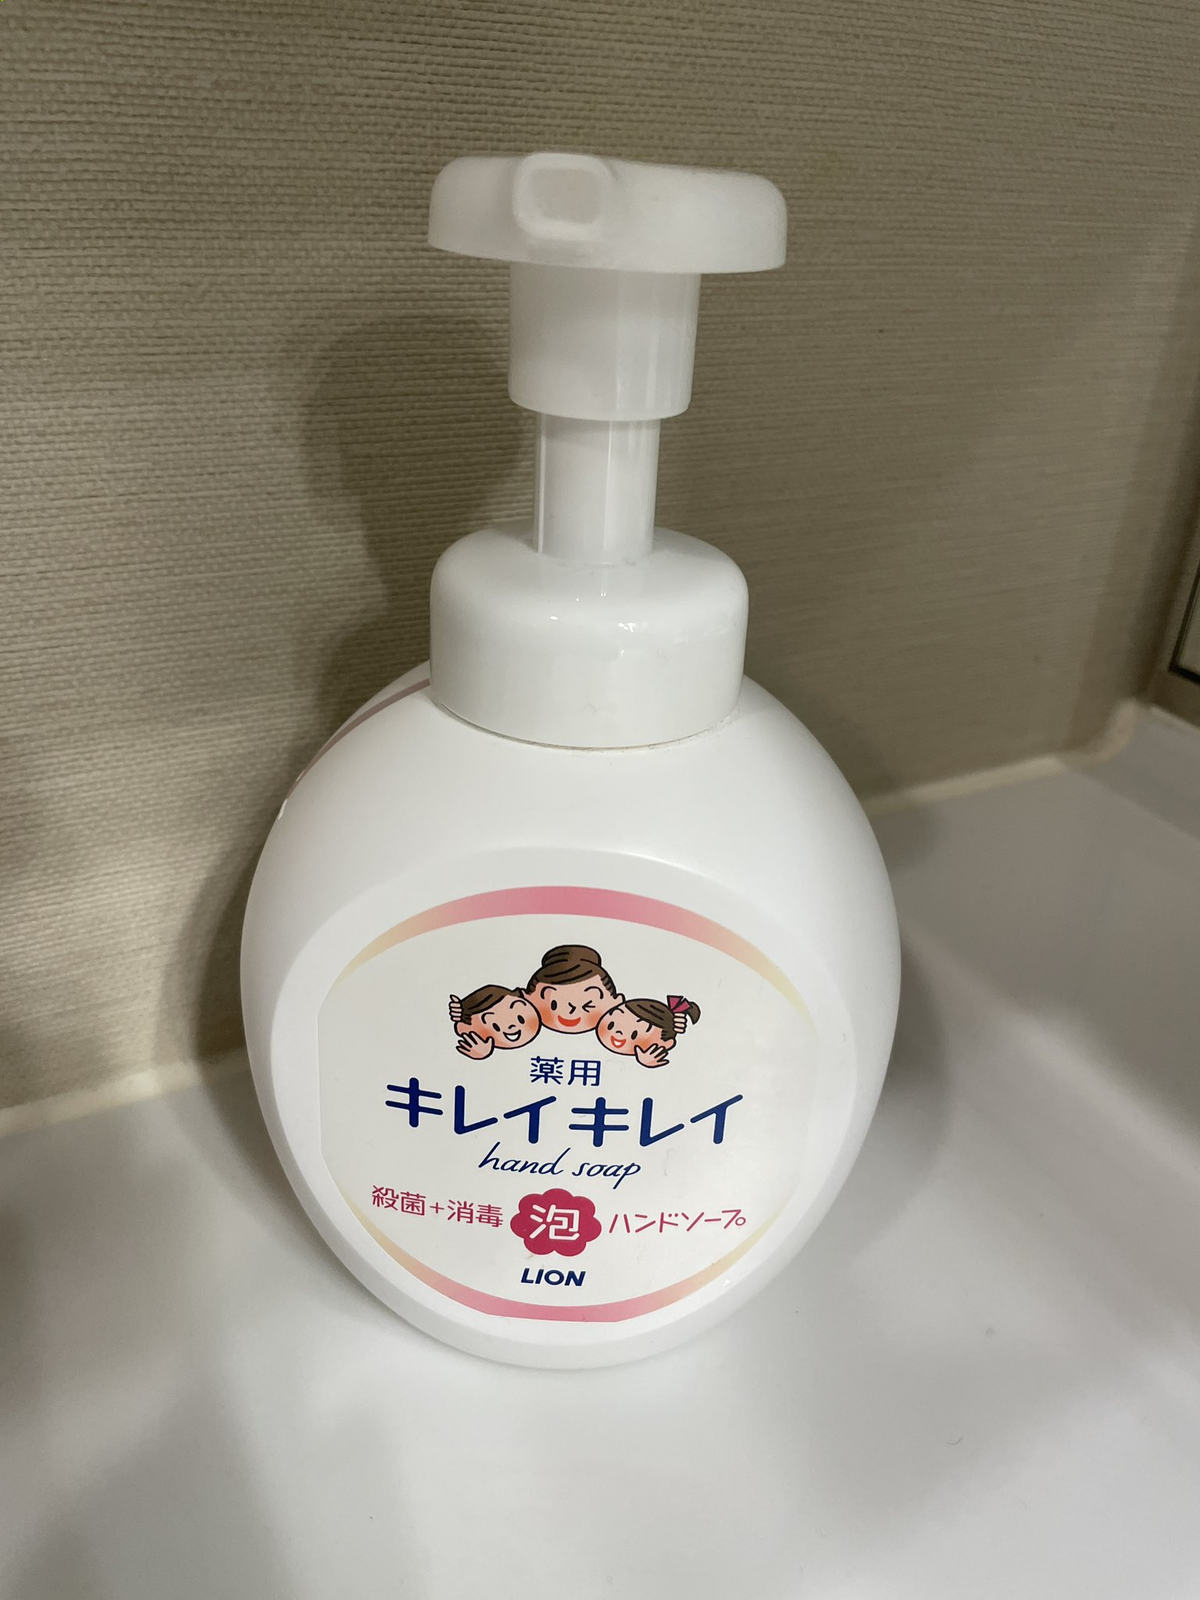 薬用
キレイキレイ
hand soap
殺菌+消毒 泡 ハンドソープ
LION